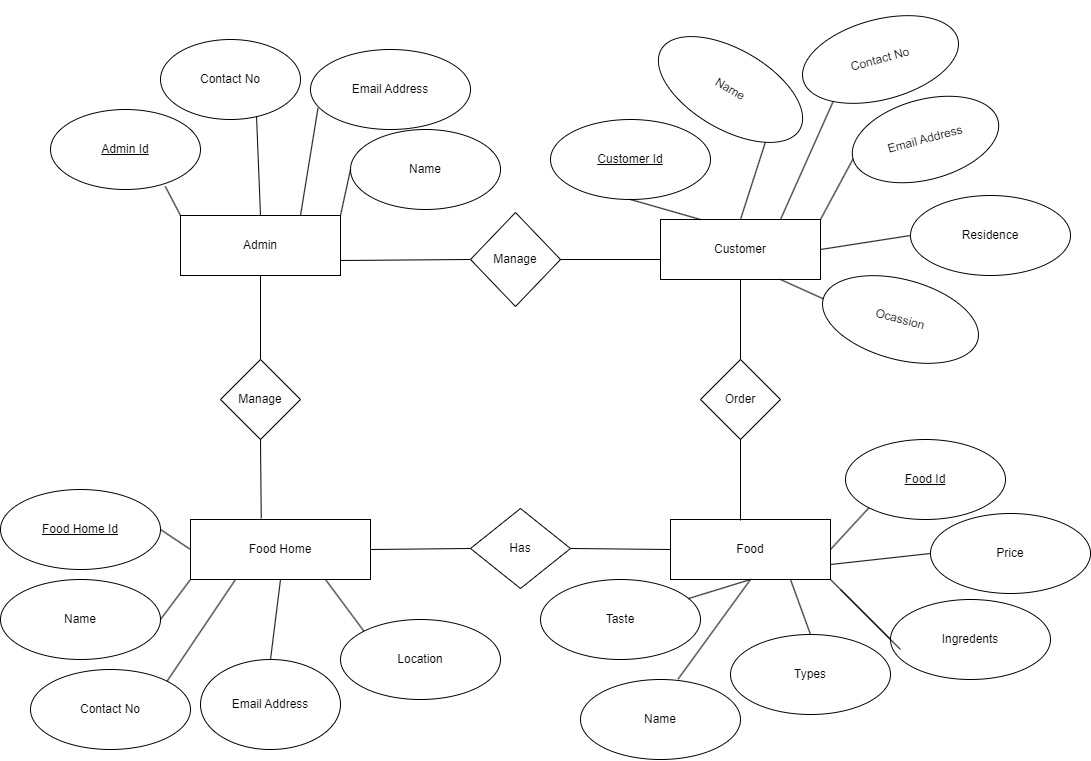 Contact No
Email Address
Admin Id
Name
Admin
Manage
Name
Contact No
Customer Id
Email Address
Customer
Residence
Ocassion
Manage
Order
Food Home Id
Food Home
Name
Contact No
Email Address
Location
Has
Food Id
Food
Price
Taste
Ingredents
Types
Name